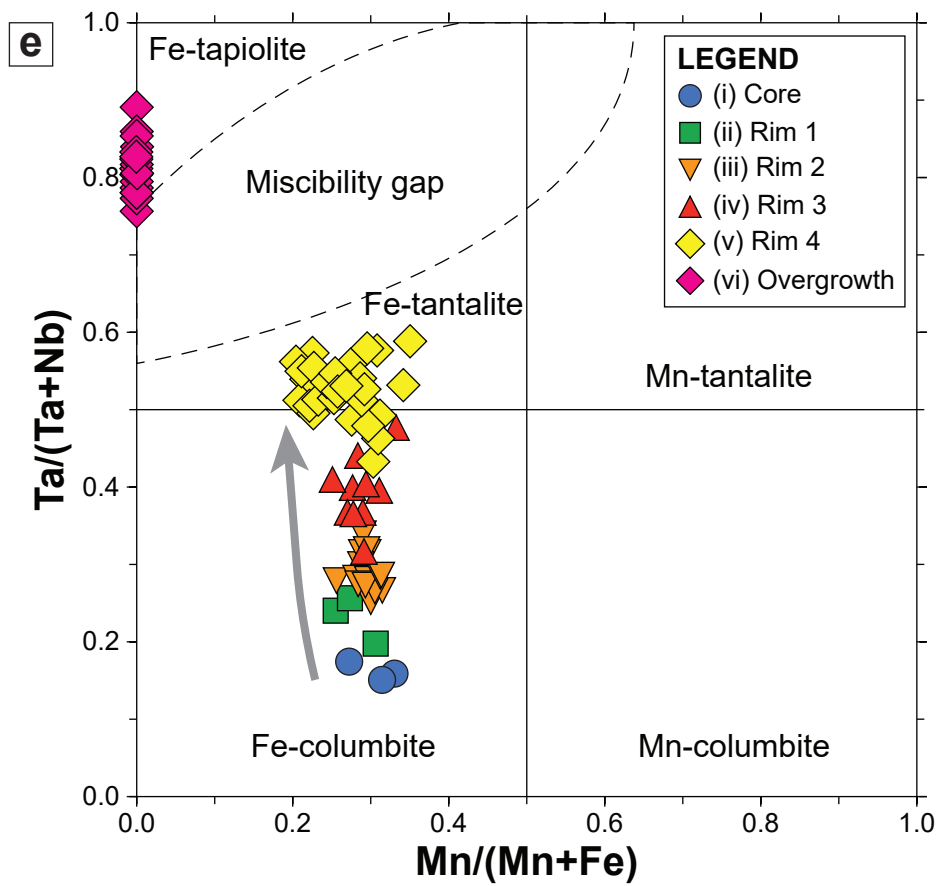 e
Fe-tapiolite
Miscibility gap
Fe-tantalite
Mn-tantalite
Fe-columbite
Mn-columbite
LEGEND
(i) Core
(ii) Rim 1
(iii) Rim 2
(iv) Rim 3
(v) Rim 4
(vi) Overgrowth
Ta/(Ta+Nb)
1.0
0.8
0.6
0.4
0.2
0.0
0.0 0.2 0.4 0.6 0.8 1.0
Mn/(Mn+Fe)